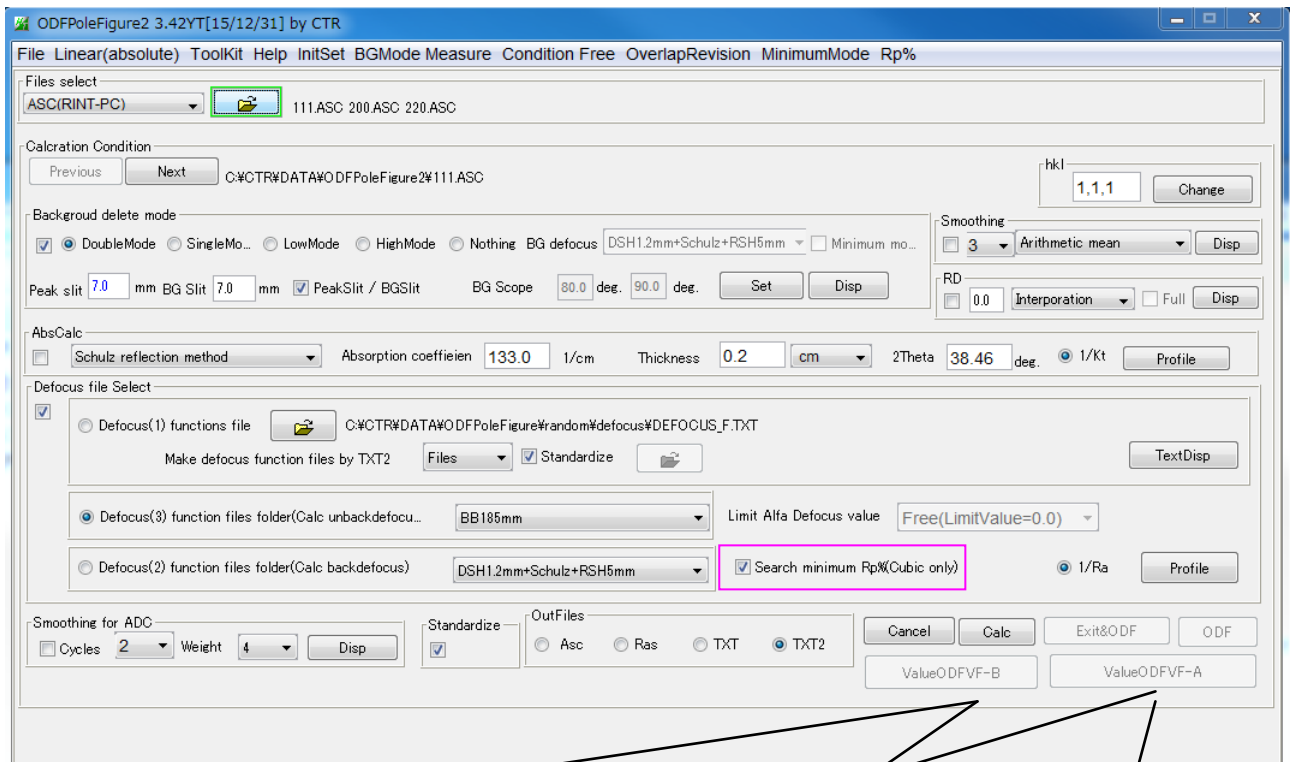 ODFPoleFigure2 3.42YT[15/12/31] by CTR
File Linear(absolute) ToolKit Help InitSet BGMode Measure Condition Free OverlapRevision MinimumMode Rp%
Files select
ASC(RINT-PC) 111.ASC 200.ASC 220.ASC
Calcration Condition
Previous Next C:¥CTR¥DATA¥ODFPoleFigure2¥111.ASC
hkl
1,1,1 Change
Backgroud delete mode
DoubleMode SingleMo... LowMode HighMode Nothing BG defocus DSH1.2mm+Schulz+RSH5mm Minimum mo...
Peak slit 7.0 mm BG Slit 7.0 mm PeakSlit / BGSlit BG Scope 80.0 deg. 90.0 deg. Set Disp
Smoothing
3 Arithmetic mean Disp
RD
0.0 Interporation Full Disp
AbsCalc
Schulz reflection method Absorption coeffieien 133.0 1/cm Thickness 0.2 cm 2Theta 38.46 deg. 1/Kt Profile
Defocus file Select
Defocus(1) functions file C:¥CTR¥DATA¥ODFPoleFigure¥random¥defocus¥DEFOCUS_F.TXT
Make defocus function files by TXT2 Files Standardize TextDisp
Defocus(3) function files folder(Calc unbackdefocu... BB185mm Limit Alfa Defocus value Free(LimitValue=0.0)
Defocus(2) function files folder(Calc backdefocus) DSH1.2mm+Schulz+RSH5mm Search minimum Rp%(Cubic only) 1/Ra Profile
Smoothing for ADC
Cycles 2 Weight 4 Disp
Standardize
OutFiles
Asc Ras TXT TXT2
Cancel Calc Exit&ODF ODF
ValueODFVF-B ValueODFVF-A